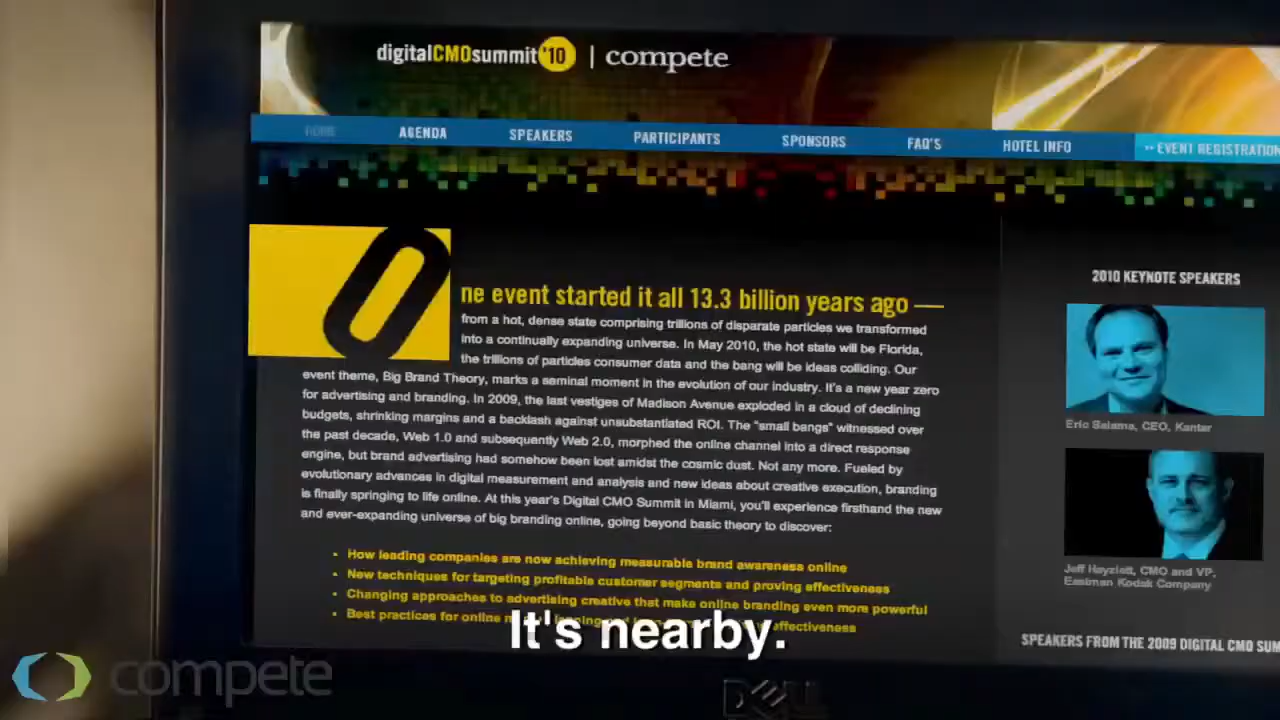 digitalCMOsummit '10 | compete
HOME AGENDA SPEAKERS PARTICIPANTS SPONSORS FAQ'S HOTEL INFO ›› EVENT REGISTRATION
One event started it all 13.3 billion years ago —
from a hot, dense state comprising trillions of disparate particles we transformed
into a continually expanding universe. In May 2010, the hot state will be Florida,
the trillions of particles consumer data and the bang will be ideas colliding. Our
event theme, Big Brand Theory, marks a seminal moment in the evolution of our industry. It's a new year zero
for advertising and branding. In 2009, the last vestiges of Madison Avenue exploded in a cloud of declining
budgets, shrinking margins and a backlash against unsubstantiated ROI. The "small bangs" witnessed over
the past decade, Web 1.0 and subsequently Web 2.0, morphed the online channel into a direct response
engine, but brand advertising had somehow been lost amidst the cosmic dust. Not any more. Fueled by
evolutionary advances in digital measurement and analysis and new ideas about creative execution, branding
is finally springing to life online. At this year's Digital CMO Summit in Miami, you'll experience firsthand the new
and ever-expanding universe of big branding online, going beyond basic theory to discover:
• How leading companies are now achieving measurable brand awareness online
• New techniques for targeting profitable customer segments and proving effectiveness
• Changing approaches to advertising creative that make online branding even more powerful
• Best practices for online effectiveness
2010 KEYNOTE SPEAKERS
Eric Salama, CEO, Kantar
Jeff Hayzlett, CMO and VP,
Eastman Kodak Company
SPEAKERS FROM THE 2009 DIGITAL CMO SUM
It's nearby.
compete
DELL